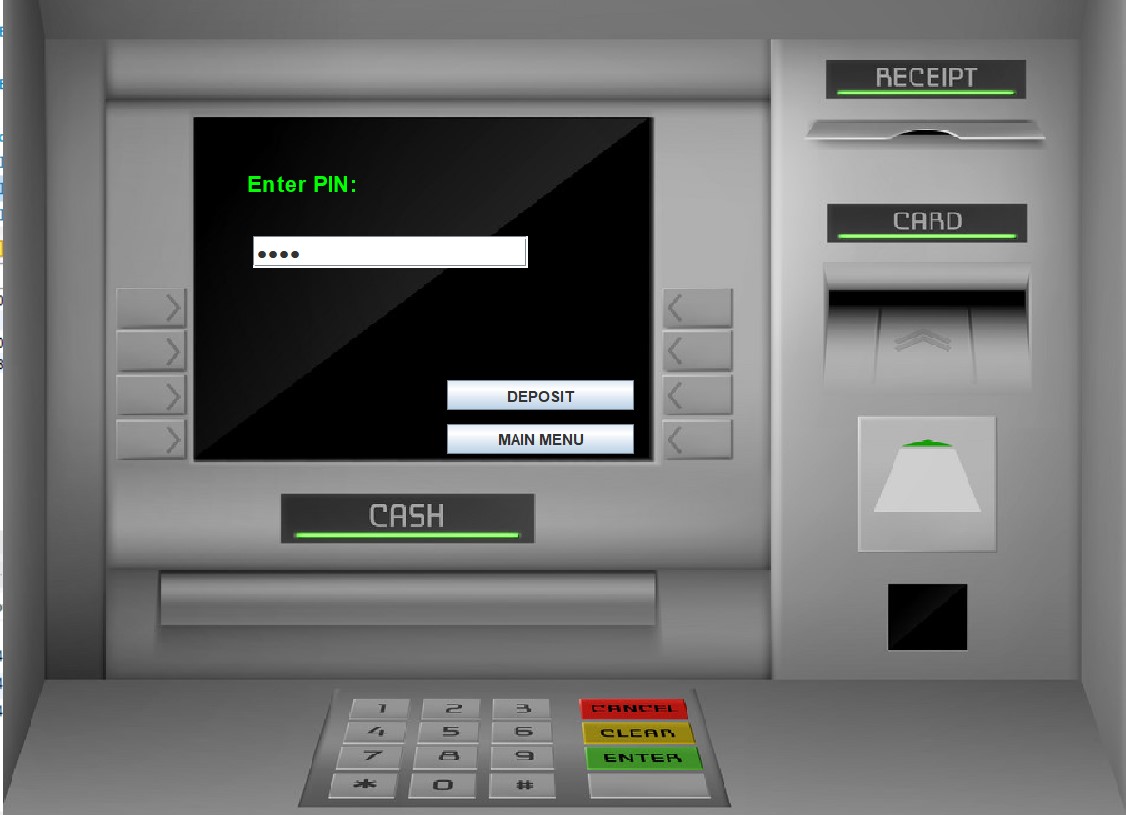 RECEIPT
Enter PIN:
●●●●
CARD
DEPOSIT
MAIN MENU
CASH
1 2 3 CANCEL
4 5 6 CLEAR
7 8 9 ENTER
* 0 #